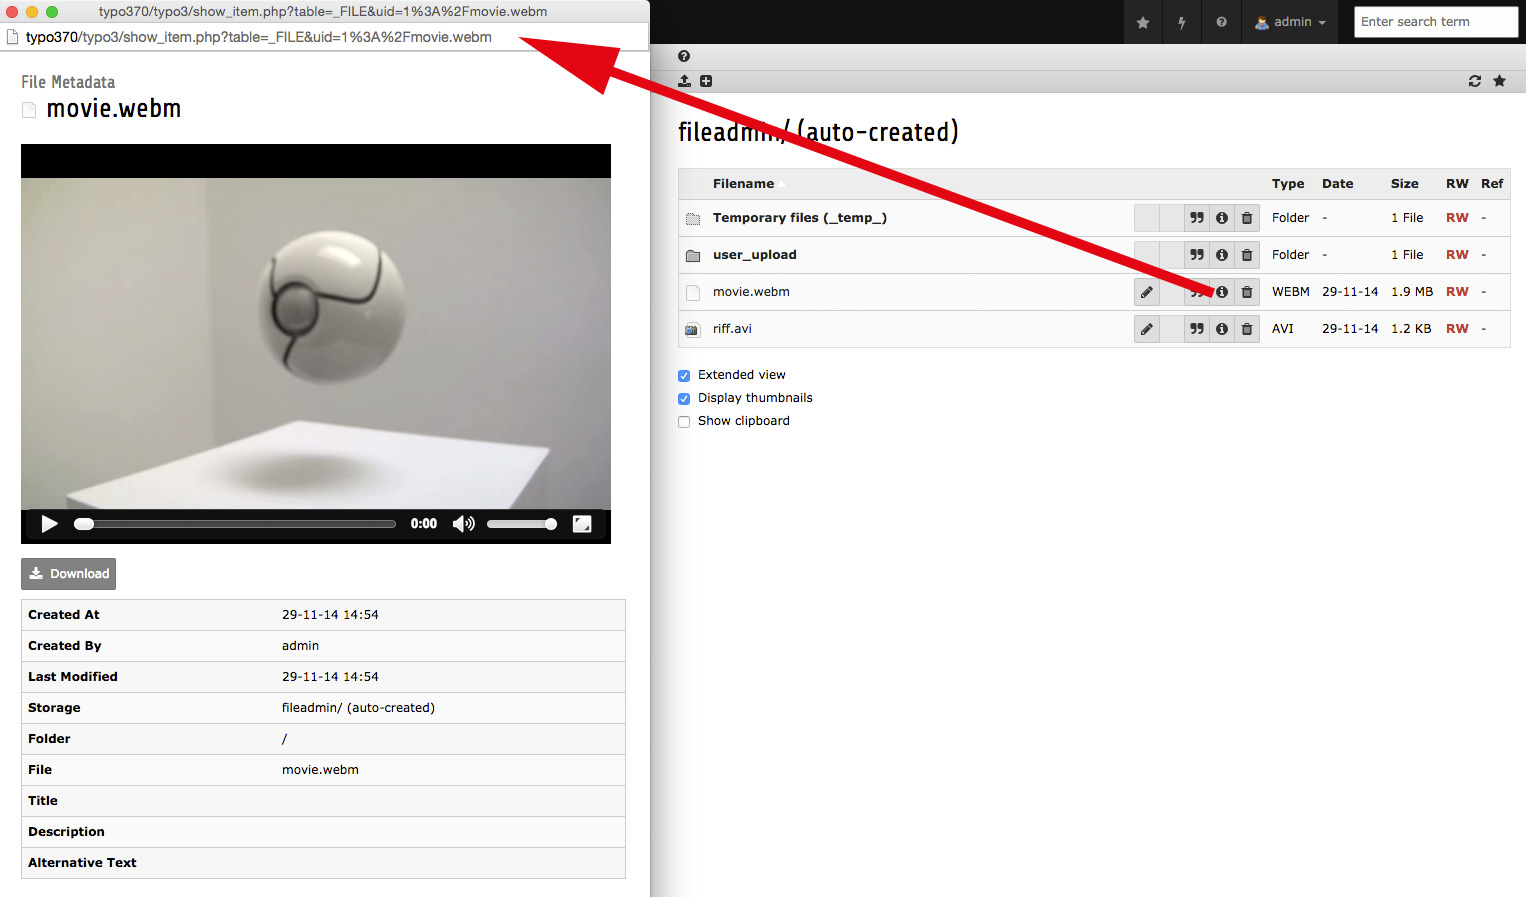 typo370/typo3/show_item.php?table=_FILE&uid=1%3A%2Fmovie.webm
typo370/typo3/show_item.php?table=_FILE&uid=1%3A%2Fmovie.webm
File Metadata
movie.webm
0:00
Download
Created At 29-11-14 14:54
Created By admin
Last Modified 29-11-14 14:54
Storage fileadmin/ (auto-created)
Folder /
File movie.webm
Title
Description
Alternative Text
admin Enter search term
fileadmin/ (auto-created)
Filename Type Date Size RW Ref
Temporary files (_temp_) Folder - 1 File RW -
user_upload Folder - 1 File RW -
movie.webm WEBM 29-11-14 1.9 MB RW -
riff.avi AVI 29-11-14 1.2 KB RW -
Extended view
Display thumbnails
Show clipboard